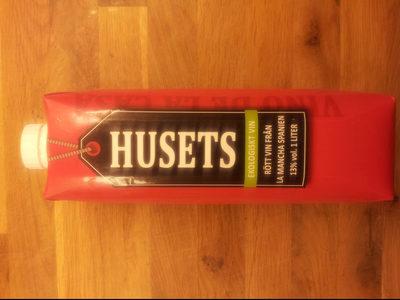 HUSETS
EKOLOGISKT VIN
RÖTT VIN FRÅN
LA MANCHA SPANIEN
13% vol. 1 LITER